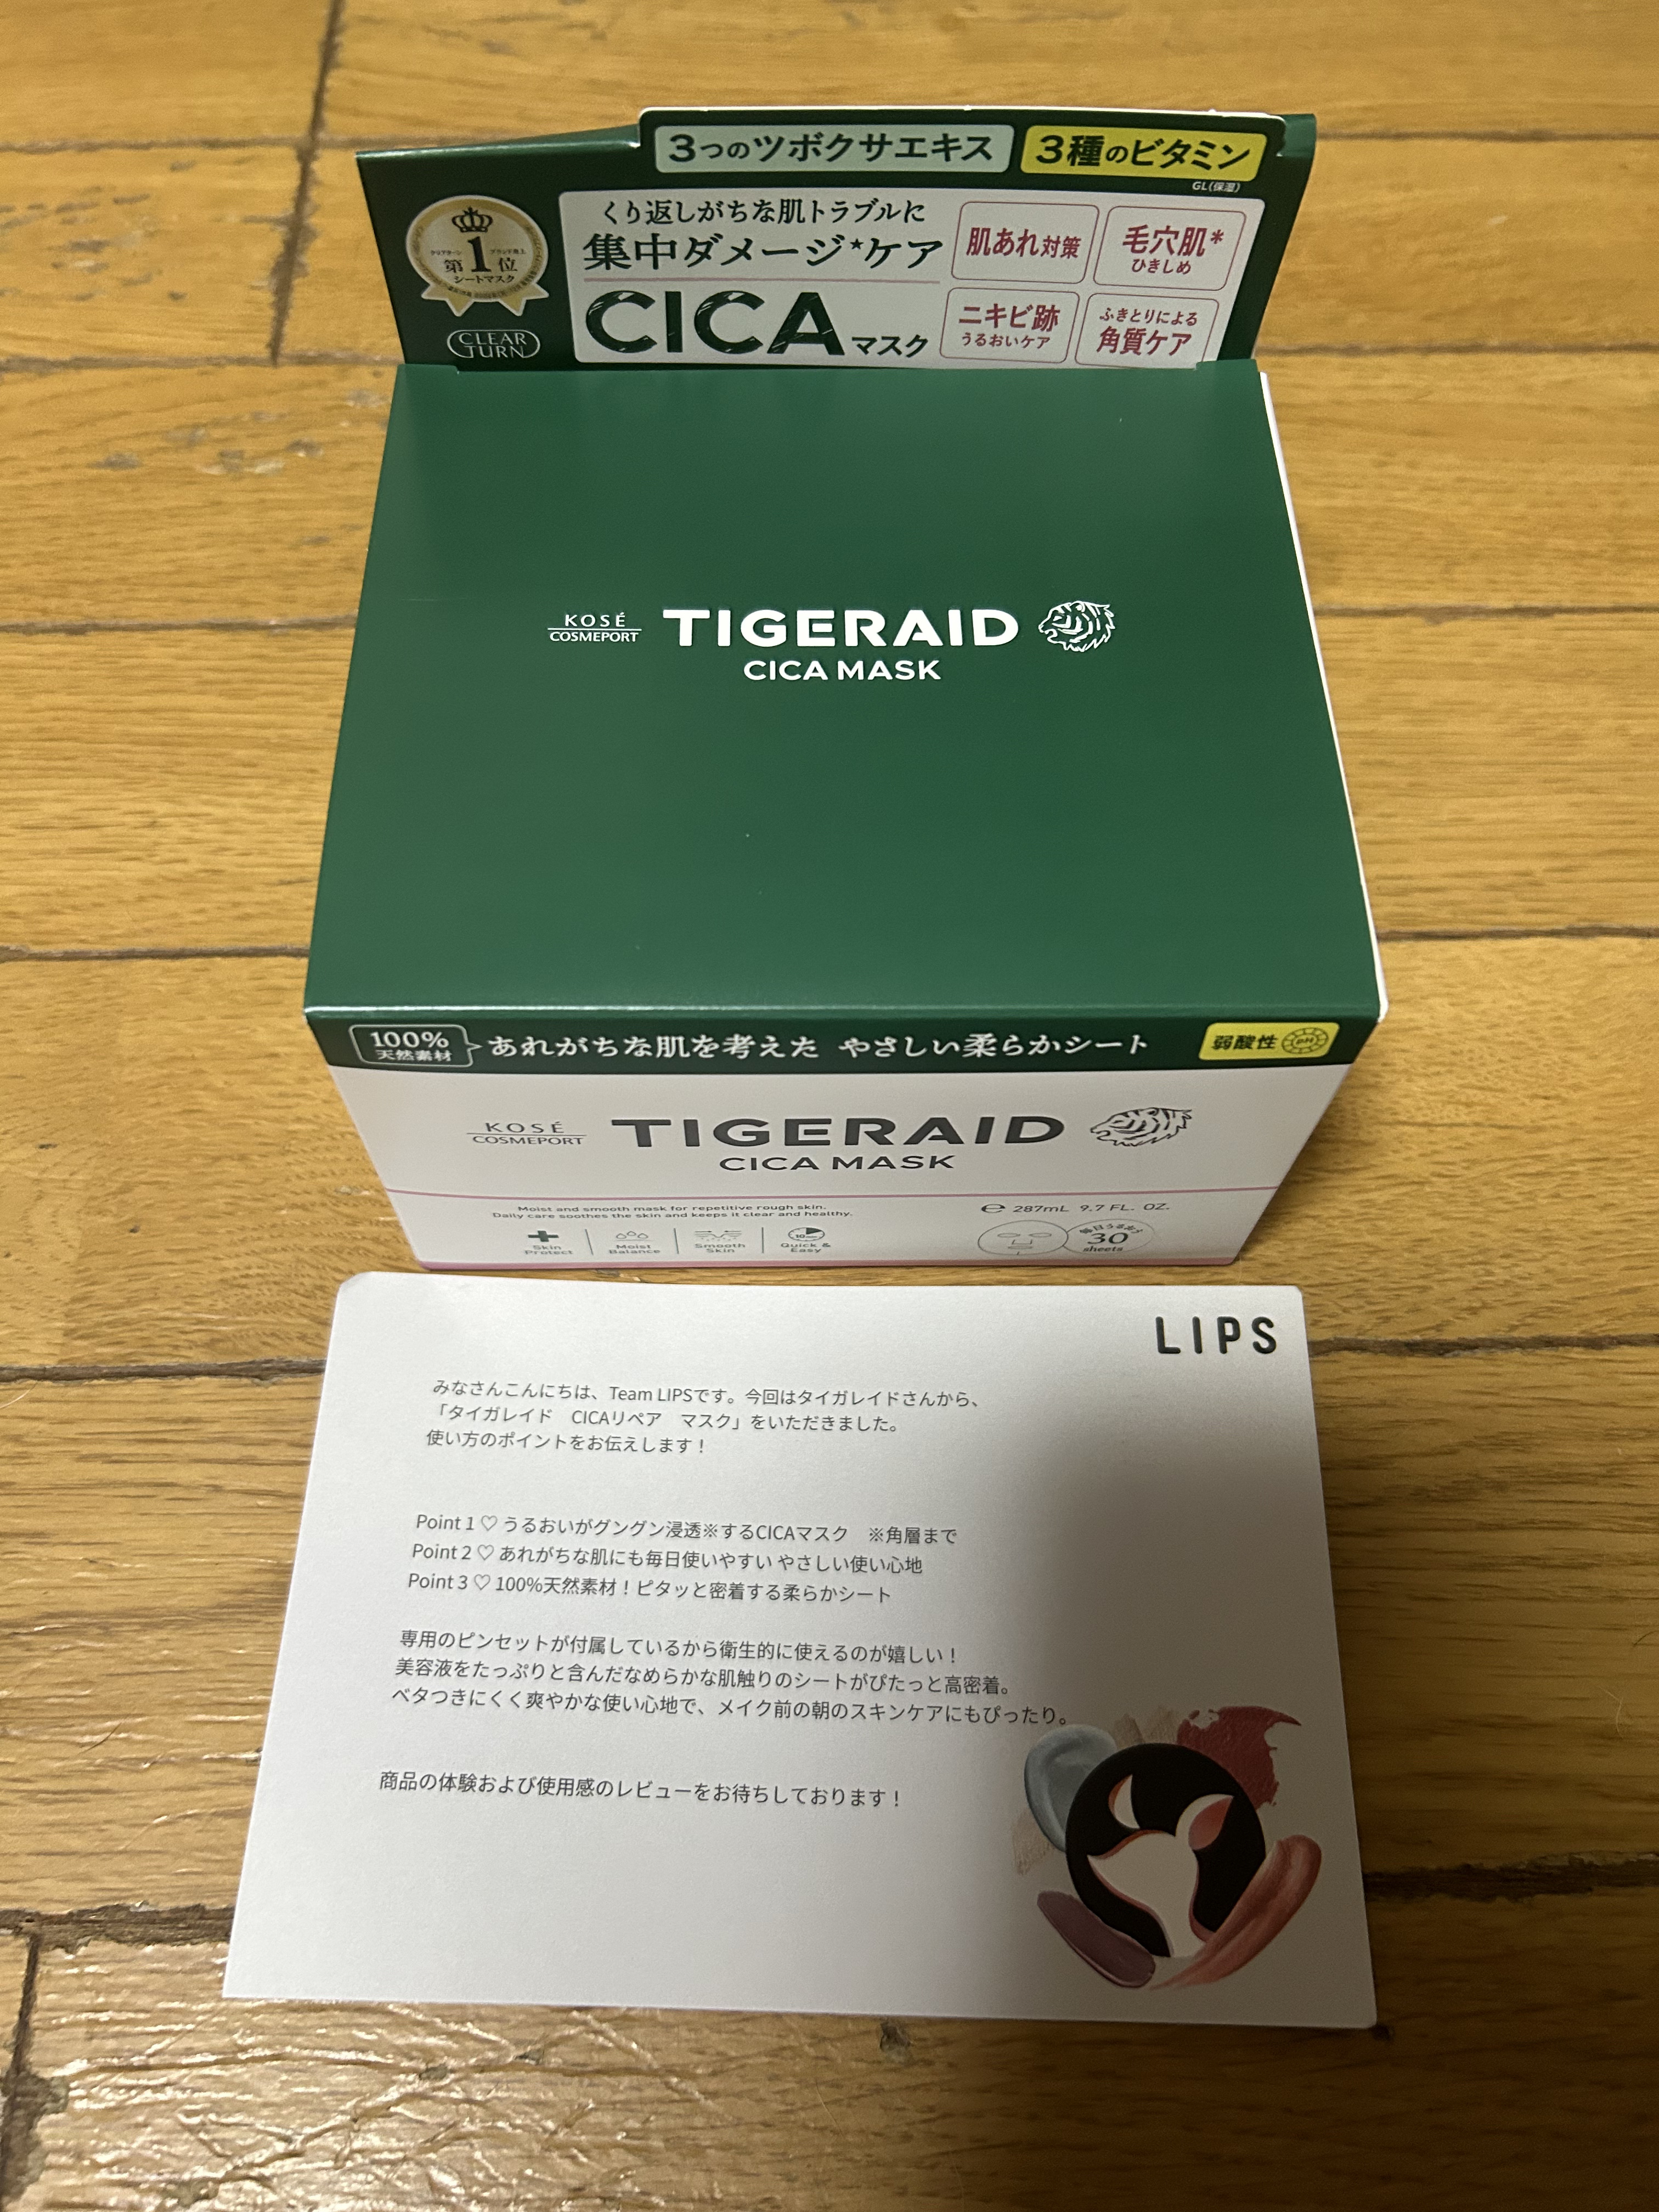 3つのツボクサエキス 3種のビタミン
GL(保湿)
第1位
シートマスク
くり返しがちな肌トラブルに
集中ダメージ★ケア
CICAマスク
肌あれ対策
毛穴肌*
ひきしめ
ニキビ跡
うるおいケア
ふきとりによる
角質ケア
CLEAR
TURN
KOSÉ
COSMEPORT
TIGERAID
CICA MASK
100%
天然素材
あれがちな肌を考えた やさしい柔らかシート
弱酸性 pH
KOSÉ
COSMEPORT
TIGERAID
CICA MASK
Moist and smooth mask for repetitive rough skin.
Daily care soothes the skin and keeps it clear and healthy.
Skin
Protect
Moist
Balance
Smooth
Skin
Quick &
Easy
℮ 287mL 9.7 FL. OZ.
30
sheets
LIPS
みなさんこんにちは、Team LIPSです。今回はタイガレイドさんから、
「タイガレイド　CICAリペア　マスク」をいただきました。
使い方のポイントをお伝えします！
Point 1 ♡ うるおいがグングン浸透※するCICAマスク　※角層まで
Point 2 ♡ あれがちな肌にも毎日使いやすい やさしい使い心地
Point 3 ♡ 100%天然素材！ピタッと密着する柔らかシート
専用のピンセットが付属しているから衛生的に使えるのが嬉しい！
美容液をたっぷりと含んだなめらかな肌触りのシートがぴたっと高密着。
ベタつきにくく爽やかな使い心地で、メイク前の朝のスキンケアにもぴったり。
商品の体験および使用感のレビューをお待ちしております！